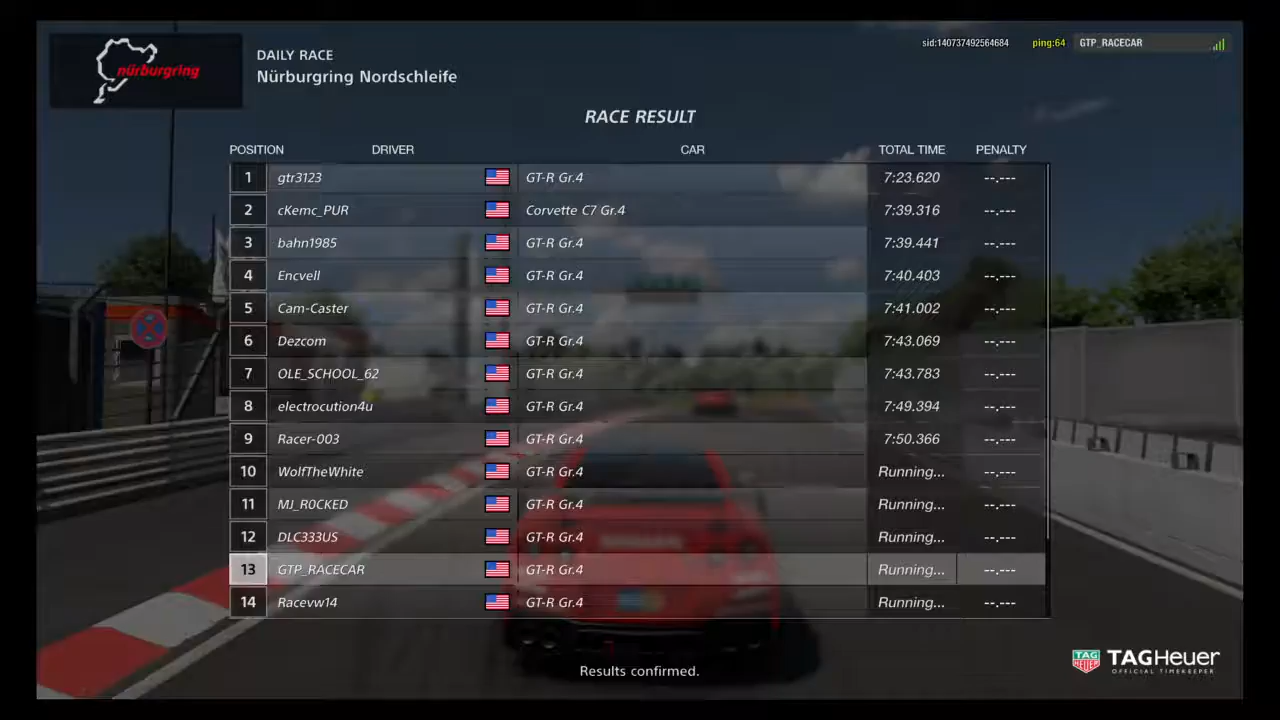 nürburgring
DAILY RACE
Nürburgring Nordschleife
sid:140737492564684 ping:64 GTP_RACECAR
RACE RESULT
POSITION DRIVER CAR TOTAL TIME PENALTY
1 gtr3123 GT-R Gr.4 7:23.620 --.---
2 cKemc_PUR Corvette C7 Gr.4 7:39.316 --.---
3 bahn1985 GT-R Gr.4 7:39.441 --.---
4 Encvell GT-R Gr.4 7:40.403 --.---
5 Cam-Caster GT-R Gr.4 7:41.002 --.---
6 Dezcom GT-R Gr.4 7:43.069 --.---
7 OLE_SCHOOL_62 GT-R Gr.4 7:43.783 --.---
8 electrocution4u GT-R Gr.4 7:49.394 --.---
9 Racer-003 GT-R Gr.4 7:50.366 --.---
10 WolfTheWhite GT-R Gr.4 Running... --.---
11 MJ_R0CKED GT-R Gr.4 Running... --.---
12 DLC333US GT-R Gr.4 Running... --.---
13 GTP_RACECAR GT-R Gr.4 Running... --.---
14 Racevw14 GT-R Gr.4 Running... --.---
Results confirmed.
TAG HEUER TAGHeuer
OFFICIAL TIMEKEEPER